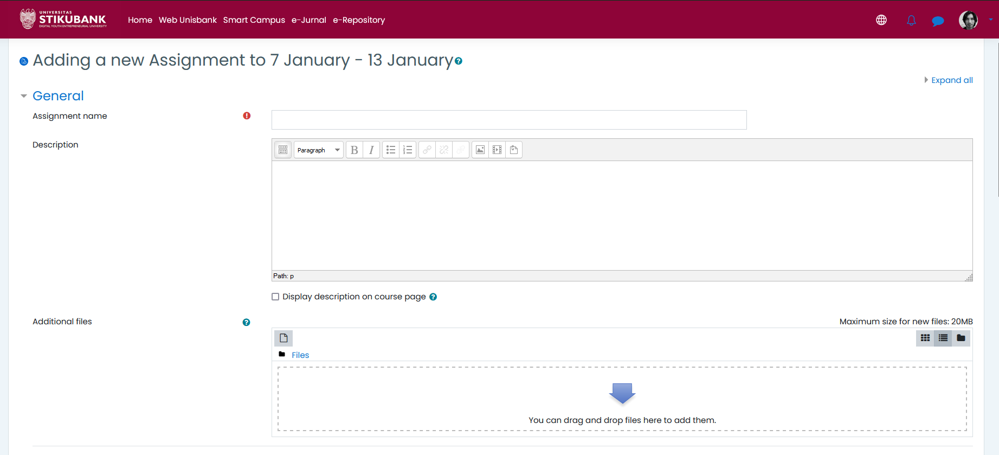 UNIVERSITAS
STIKUBANK
DIGITAL YOUTH ENTREPRENEURIAL UNIVERSITY
Home Web Unisbank Smart Campus e-Jurnal e-Repository
Adding a new Assignment to 7 January - 13 January
Expand all
General
Assignment name
Description
Paragraph B I
Path: p
Display description on course page
Additional files
Maximum size for new files: 20MB
Files
You can drag and drop files here to add them.